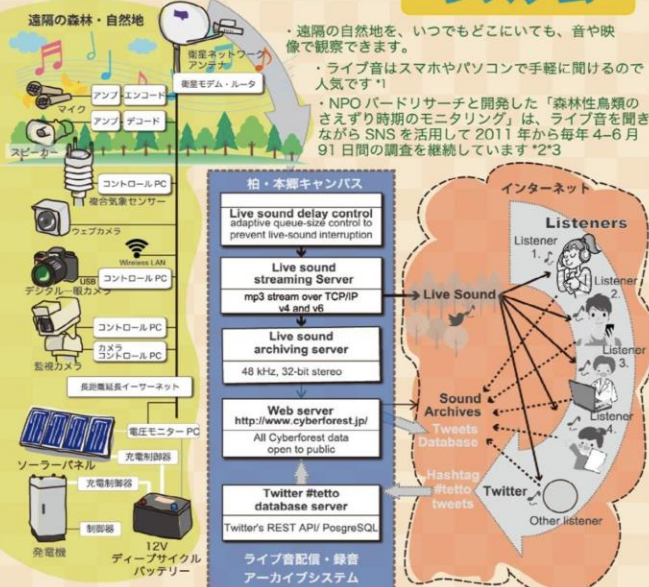 システム
遠隔の森林・自然地
・遠隔の自然地を、いつでもどこにいても、音や映
像で観察できます。
・ライブ音はスマホやパソコンで手軽に聞けるので
人気です *1
・NPO バードリサーチと開発した「森林性鳥類の
さえずり時期のモニタリング」は、ライブ音を聞き
ながら SNS を活用して 2011 年から毎年 4–6 月
91 日間の調査を継続しています *2*3
衛星ネットワーク
アンテナ
衛星モデム・ルータ
マイク
アンプ・エンコード
アンプ・デコード
スピーカー
コントロール PC
複合気象センサー
ウェブカメラ
Wireless LAN
USB
コントロール PC
デジタル一眼カメラ
コントロール PC
カメラ
コントロール PC
監視カメラ
長距離延長イーサーネット
電圧モニター PC
ソーラーパネル
充電制御器
充電制御器
制御器
発電機
12V
ディープサイクル
バッテリー
柏・本郷キャンパス
Live sound delay control
adaptive queue-size control to
prevent live-sound interruption
Live sound
streaming Server
mp3 stream over TCP/IP
v4 and v6
Live sound
archiving server
48 kHz, 32-bit stereo
Web server
http://www.cyberforest.jp/
All Cyberforest data
open to public
Twitter #tetto
database server
Twitter's REST API/ PosgreSQL
ライブ音配信・録音
アーカイブシステム
インターネット
Listeners
Listener
1.
Listener
2.
Listener
3.
Listener
4.
Other listener
Live Sound
Sound
Archives
Tweets
Database
Hashtag
#tetto
tweets
Twitter